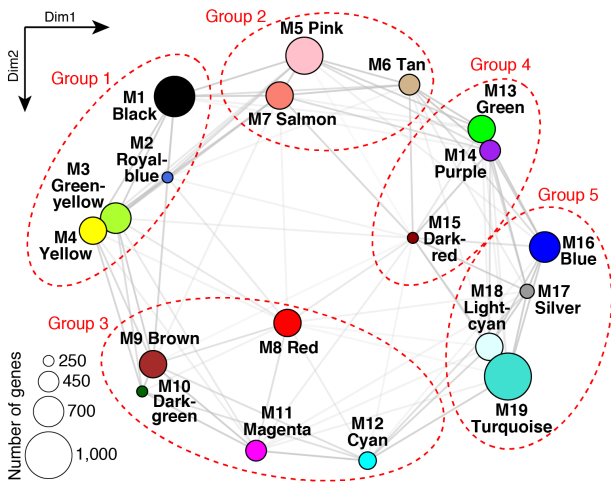 Dim1
Dim2
Group 1
M1
Black
M2
Royal-
blue
M3
Green-
yellow
M4
Yellow
Group 2
M5 Pink
M6 Tan
M7 Salmon
Group 4
M13
Green
M14
Purple
M15
Dark-
red
Group 5
M16
Blue
M17
Silver
M18
Light-
cyan
M19
Turquoise
Group 3
M8 Red
M9 Brown
M10
Dark-
green
M11
Magenta
M12
Cyan
Number of genes
250
450
700
1,000